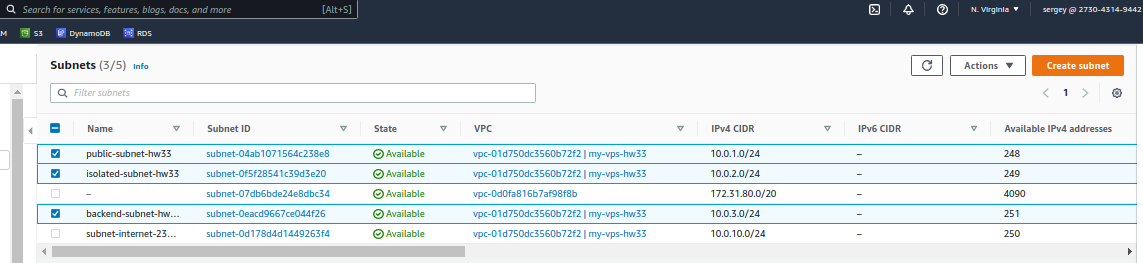 Search for services, features, blogs, docs, and more [Alt+S] N. Virginia ▼ sergey @ 2730-4314-9442
M S3 DynamoDB RDS
Subnets (3/5) Info Actions ▼ Create subnet
Filter subnets 1
Name Subnet ID State VPC IPv4 CIDR IPv6 CIDR Available IPv4 addresses
public-subnet-hw33 subnet-04ab1071564c238e8 Available vpc-01d750dc3560b72f2 | my-vps-hw33 10.0.1.0/24 – 248
isolated-subnet-hw33 subnet-0f5f28541c39d3e20 Available vpc-01d750dc3560b72f2 | my-vps-hw33 10.0.2.0/24 – 249
– subnet-07db6bde24e8dbc34 Available vpc-0d0fa816b7af98f8b 172.31.80.0/20 – 4090
backend-subnet-hw... subnet-0eacd9667ce044f26 Available vpc-01d750dc3560b72f2 | my-vps-hw33 10.0.3.0/24 – 251
subnet-internet-23... subnet-0d178d4d1449263f4 Available vpc-01d750dc3560b72f2 | my-vps-hw33 10.0.10.0/24 – 250